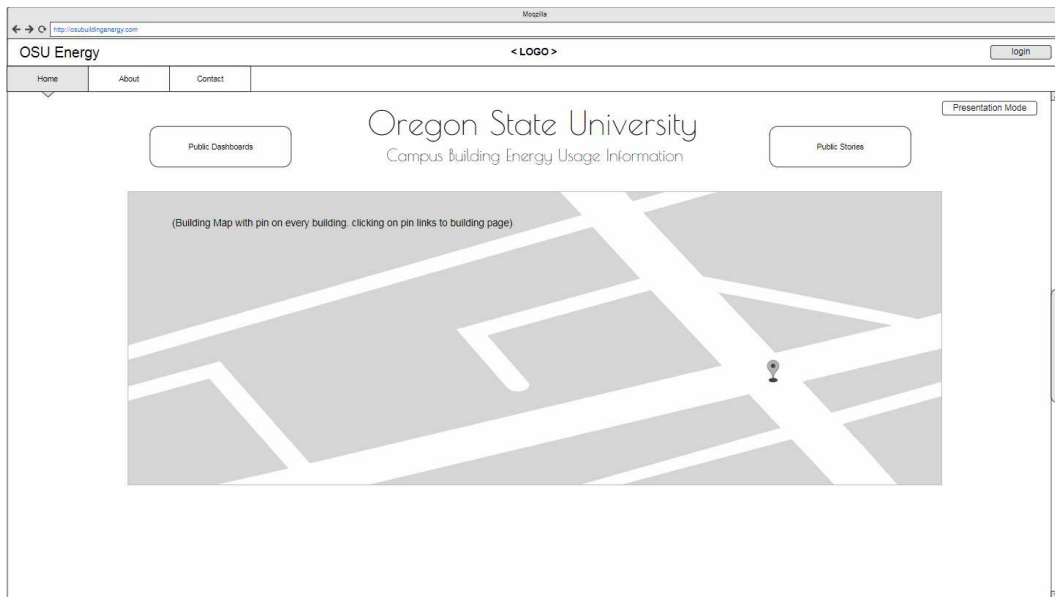 Moqzilla
http://osubuildingenergy.com
OSU Energy
< LOGO >
login
Home
About
Contact
Presentation Mode
Oregon State University
Campus Building Energy Usage Information
Public Dashboards
Public Stories
(Building Map with pin on every building. clicking on pin links to building page)